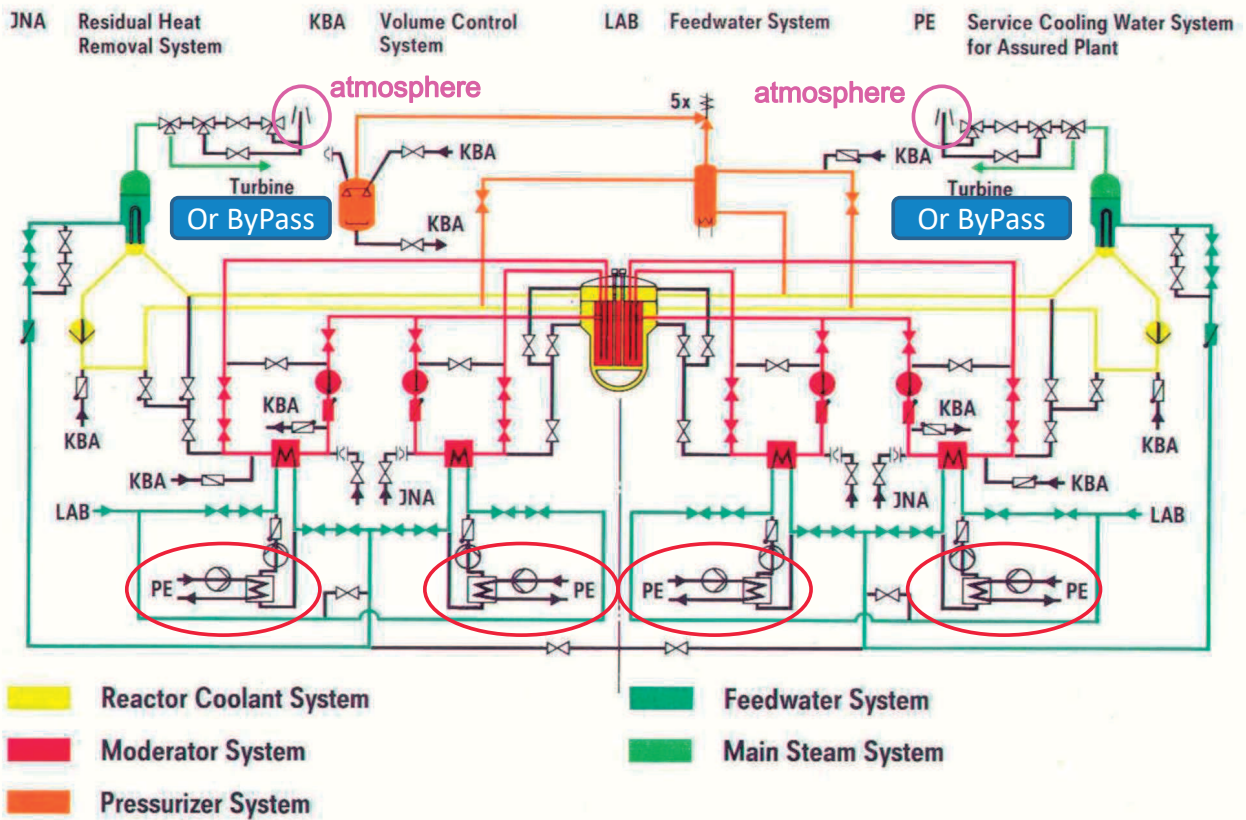 JNA Residual Heat
Removal System
KBA Volume Control
System
LAB Feedwater System
PE Service Cooling Water System
for Assured Plant
atmosphere
atmosphere
5x
KBA
KBA
Turbine
Or ByPass
KBA
Turbine
Or ByPass
KBA
KBA
KBA
KBA
KBA
JNA
JNA
KBA
KBA
LAB
LAB
PE
PE
PE
PE
Reactor Coolant System
Feedwater System
Moderator System
Main Steam System
Pressurizer System